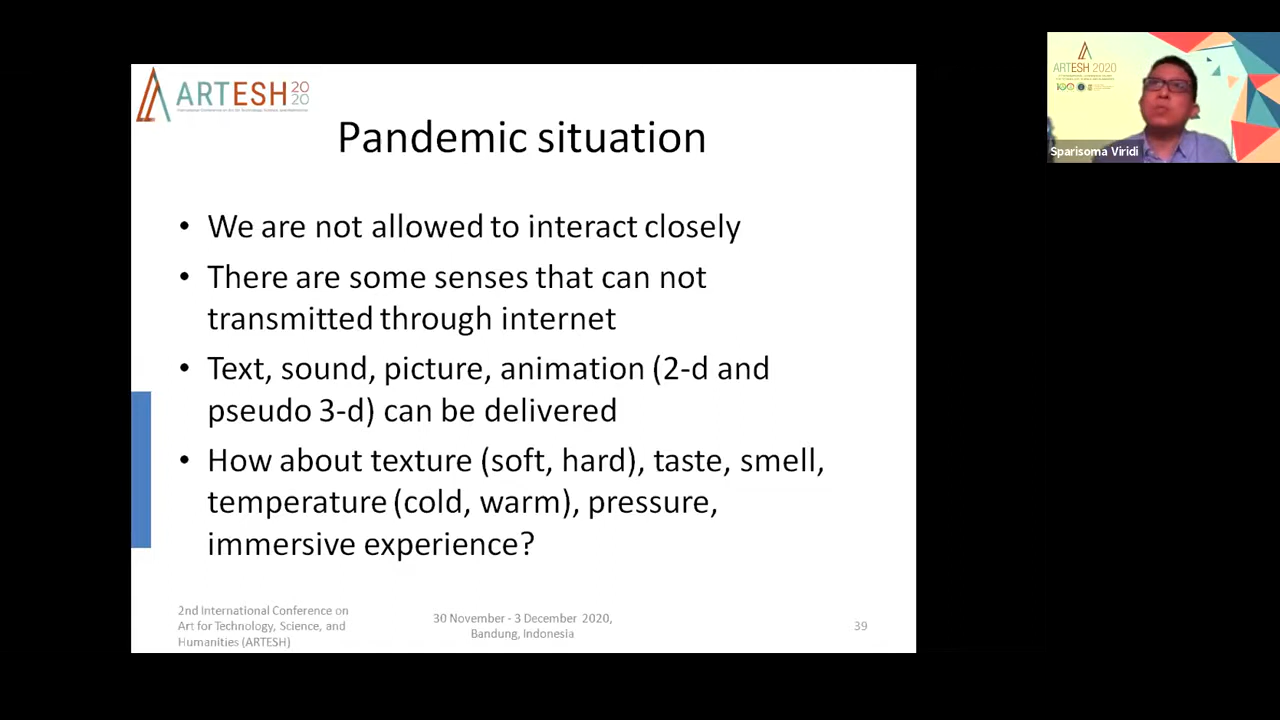 ARTESH 20
20
Pandemic situation
• We are not allowed to interact closely
• There are some senses that can not
transmitted through internet
• Text, sound, picture, animation (2-d and
pseudo 3-d) can be delivered
• How about texture (soft, hard), taste, smell,
temperature (cold, warm), pressure,
immersive experience?
2nd International Conference on
Art for Technology, Science, and
Humanities (ARTESH)
30 November - 3 December 2020,
Bandung, Indonesia
39
ARTESH 2020
Sparisoma Viridi